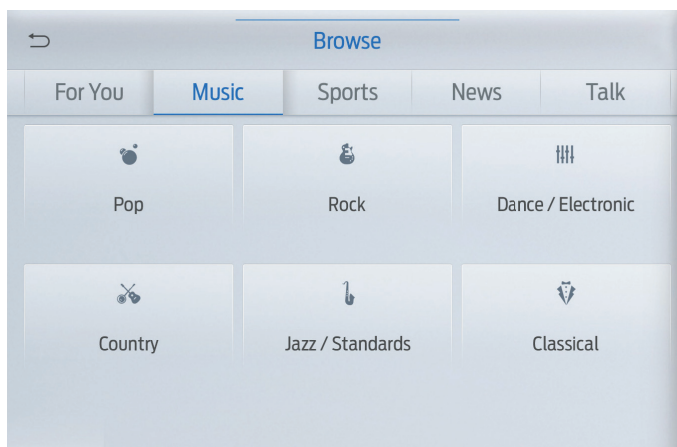 Browse
For You Music Sports News Talk
Pop Rock Dance / Electronic
Country Jazz / Standards Classical